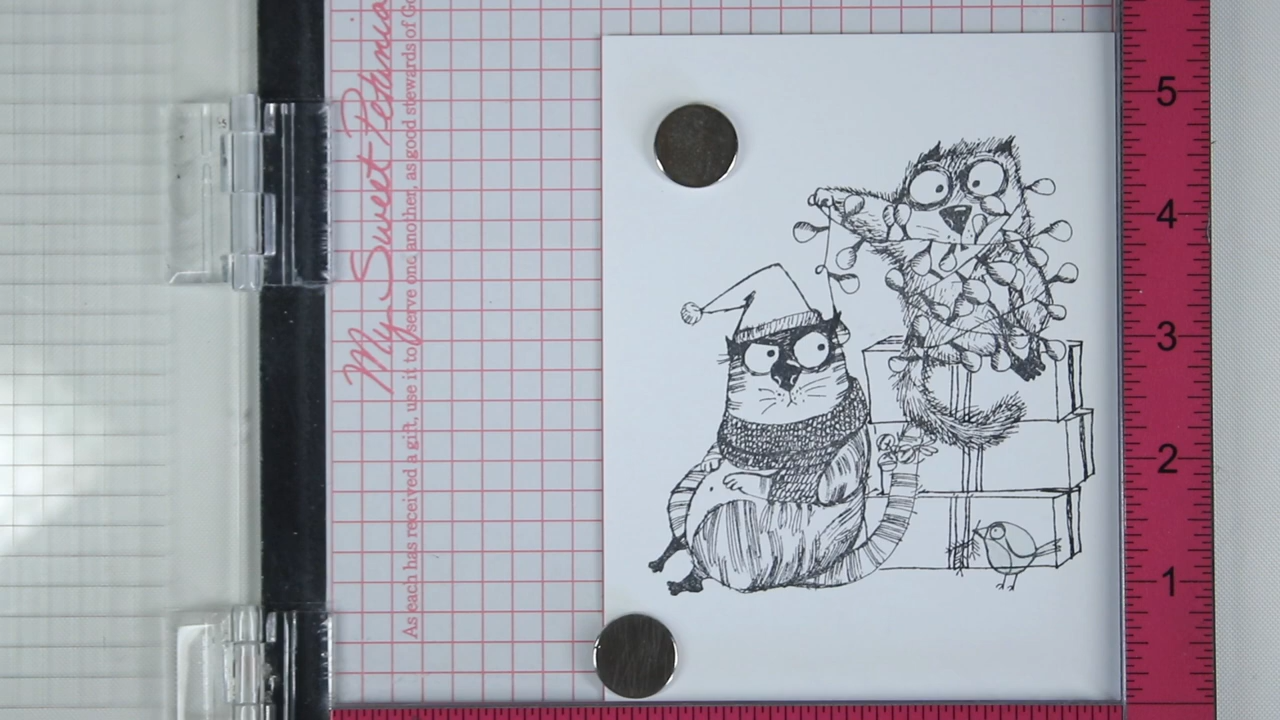 My Sweet Petunia
As each has received a gift, use it to serve one another, as good stewards of Go
5
4
3
2
1